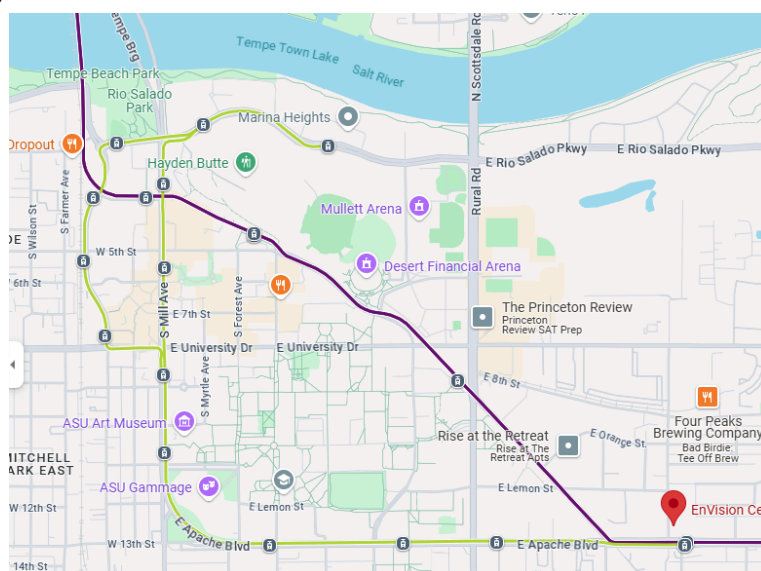 Tempe Brg
Tempe Town Lake
Salt River
N Scottsdale Rd
Tempe Beach Park
Rio Salado
Park
Marina Heights
Dropout
Hayden Butte
E Rio Salado Pkwy
E Rio Salado Pkwy
Rural Rd
S Farmer Ave
S Wilson St
Mullett Arena
W 5th St
Desert Financial Arena
W 6th St
S Mill Ave
S Forest Ave
E 7th St
The Princeton Review
Princeton
Review SAT Prep
E University Dr
E University Dr
S Myrtle Ave
E 8th St
ASU Art Museum
Four Peaks
Brewing Company
Bad Birdie:
Tee Off Brew
Rise at the Retreat
Rise at The
Retreat Apts
E Orange St
MITCHELL
PARK EAST
ASU Gammage
E Lemon St
E Lemon St
W 12th St
EnVision Ce
E Apache Blvd
W 13th St
E Apache Blvd
14th St